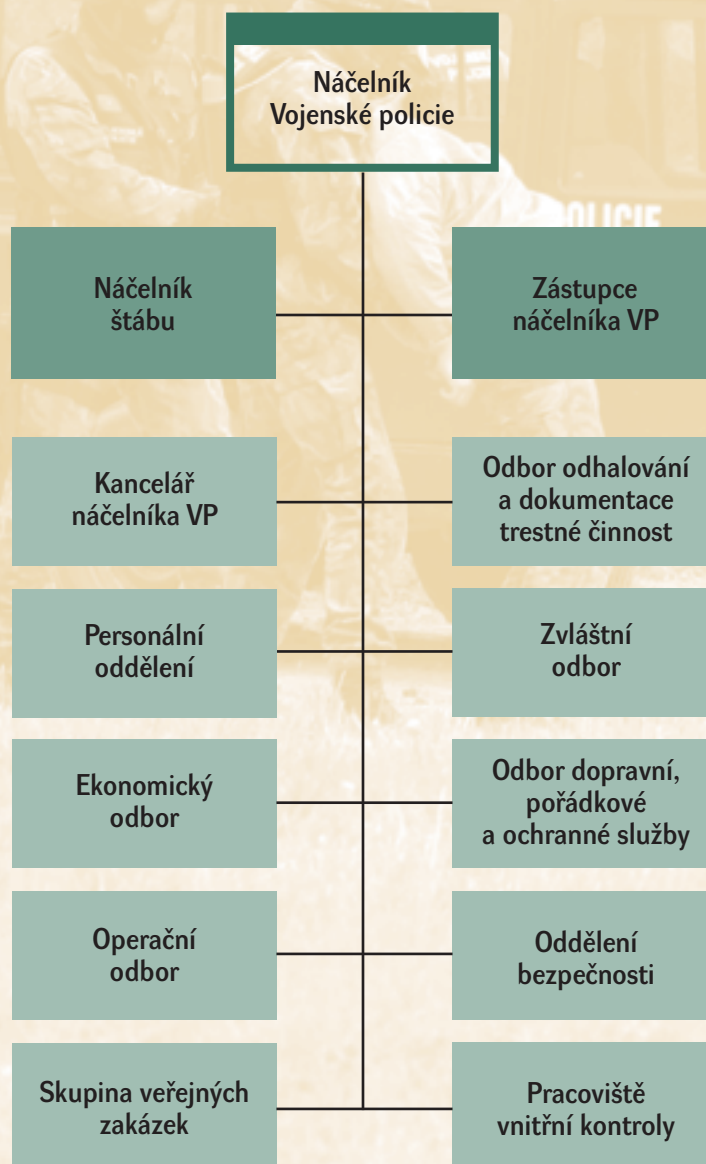 Náčelník
Vojenské policie
POLICIE
Náčelník
štábu
Zástupce
náčelníka VP
Kancelář
náčelníka VP
Odbor odhalování
a dokumentace
trestné činnost
Personální
oddělení
Zvláštní
odbor
Ekonomický
odbor
Odbor dopravní,
pořádkové
a ochranné služby
Operační
odbor
Oddělení
bezpečnosti
Skupina veřejných
zakázek
Pracoviště
vnitřní kontroly